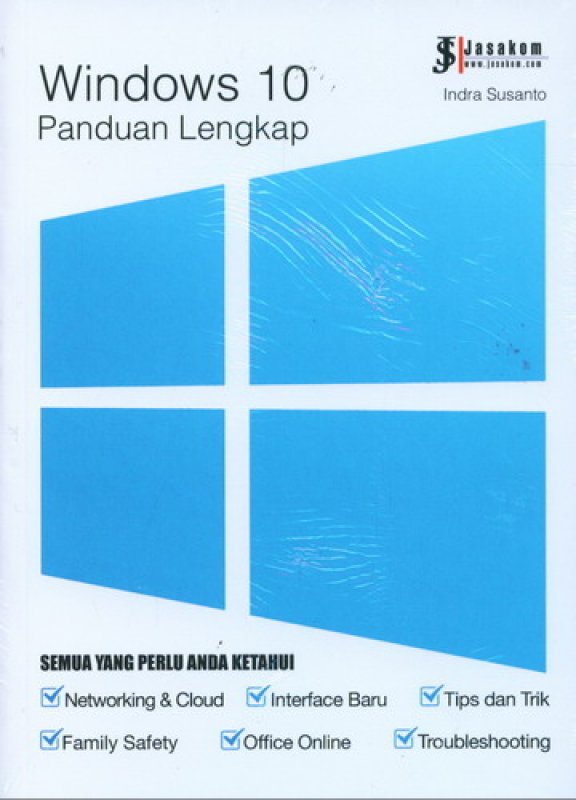 Jasakom
www.jasakom.com
Windows 10
Indra Susanto
Panduan Lengkap
SEMUA YANG PERLU ANDA KETAHUI
Networking & Cloud Interface Baru Tips dan Trik
Family Safety Office Online Troubleshooting